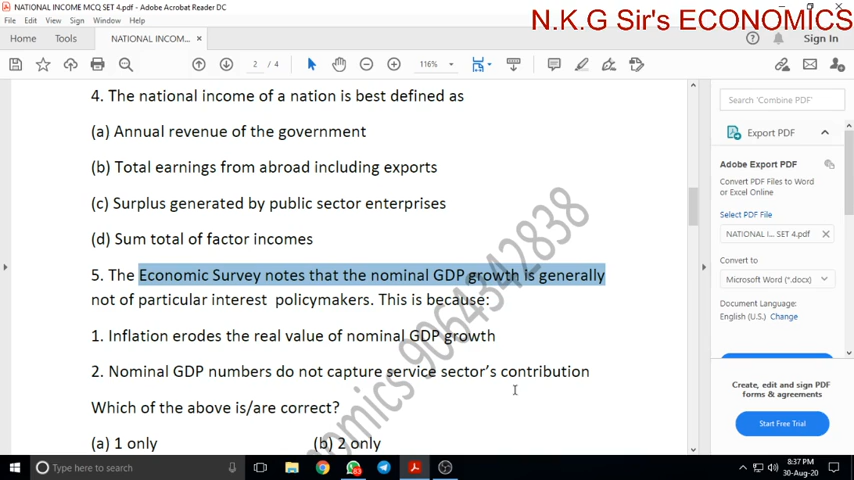 NATIONAL INCOME MCQ SET 4.pdf - Adobe Acrobat Reader DC
N.K.G Sir's ECONOMICS
File Edit View Sign Window Help
Home Tools NATIONAL INCOM... × Sign In
2 / 4 116%
4. The national income of a nation is best defined as
(a) Annual revenue of the government
(b) Total earnings from abroad including exports
(c) Surplus generated by public sector enterprises
(d) Sum total of factor incomes
5. The Economic Survey notes that the nominal GDP growth is generally
not of particular interest policymakers. This is because:
1. Inflation erodes the real value of nominal GDP growth
2. Nominal GDP numbers do not capture service sector's contribution
Which of the above is/are correct?
(a) 1 only (b) 2 only
onomics 9064342838
Search 'Combine PDF'
Export PDF
Adobe Export PDF
Convert PDF Files to Word
or Excel Online
Select PDF File
NATIONAL I... SET 4.pdf ×
Convert to
Microsoft Word (*.docx)
Document Language:
English (U.S.) Change
Create, edit and sign PDF
forms & agreements
Start Free Trial
Type here to search
8:37 PM
30-Aug-20